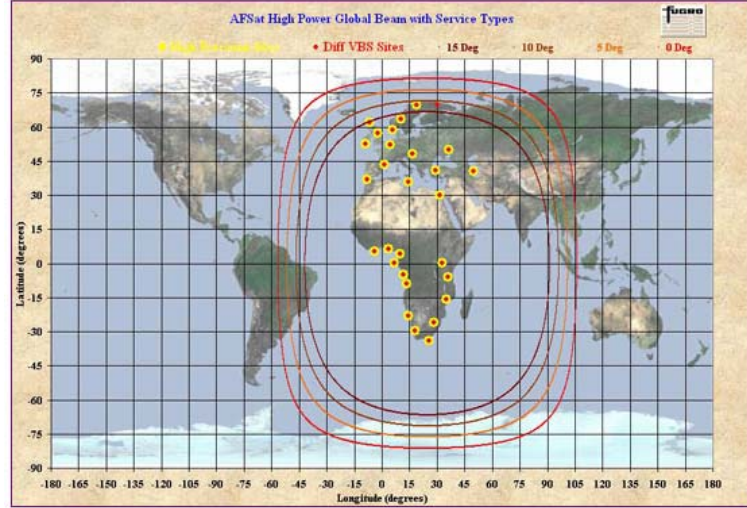 AFSat High Power Global Beam with Service Types
fugro
Diff VBS Sites
15 Deg
10 Deg
5 Deg
0 Deg
Latitude (degrees)
90
75
60
45
30
15
0
-15
-30
-45
-60
-75
-90
-180 -165 -150 -135 -120 -105 -90 -75 -60 -45 -30 -15 0 15 30 45 60 75 90 105 120 135 150 165 180
Longitude (degrees)